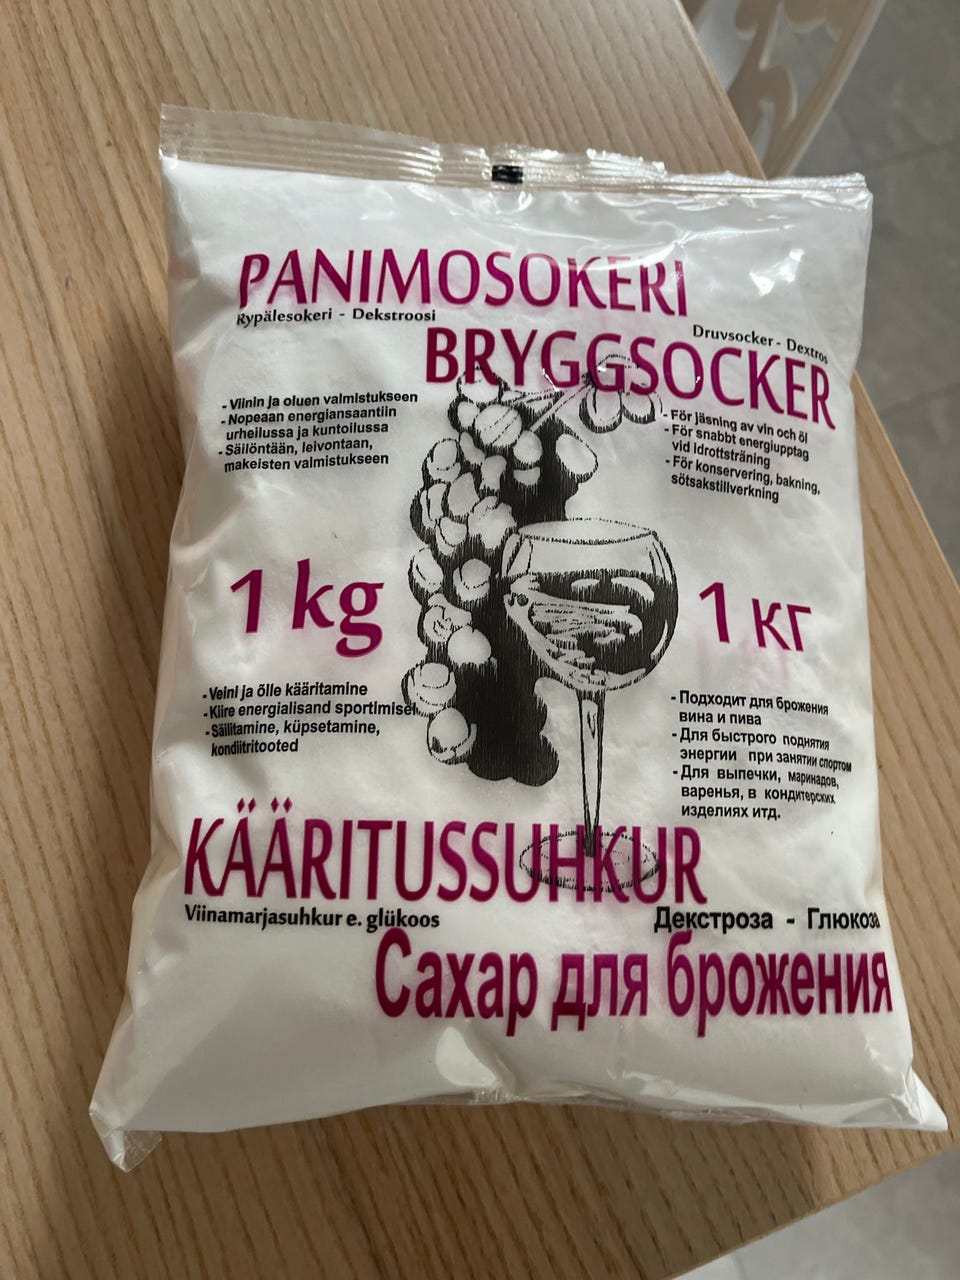 PANIMOSOKERI
Rypälesokeri - Dekstroosi
Druvsocker - Dextros
BRYGGSOCKER
- Viinin ja oluen valmistukseen
- Nopeaan energiansaantiin
urheilussa ja kuntoilussa
- Säilöntään, leivontaan,
makeisten valmistukseen
- För jäsning av vin och öl
- För snabbt energiupptag
vid idrottsträning
- För konservering, bakning,
sötsakstillverkning
1 kg
1 кг
- Veini ja õlle kääritamine
- Kiire energialisand sportimisel
- Säilitamine, küpsetamine,
kondiitritooted
- Подходит для брожения
вина и пива
- Для быстрого поднятия
энергии при занятии спортом
- Для выпечки, маринадов,
варенья, в кондитерских
изделиях итд.
KÄÄRITUSSUHKUR
Viinamarjasuhkur e. glükoos
Декстроза - Глюкоза
Сахар для брожения